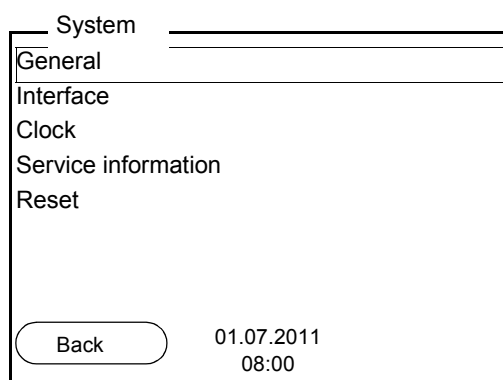 System
General
Interface
Clock
Service information
Reset
Back
01.07.2011
08:00